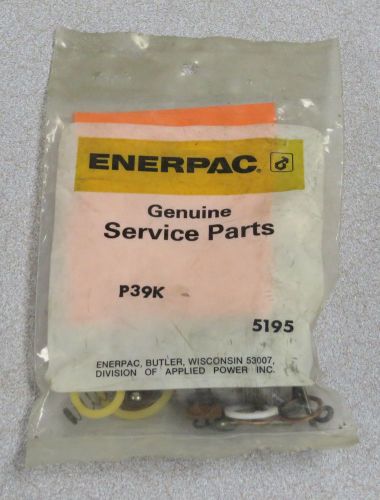 ENERPAC®
Genuine
Service Parts
P39K
5195
ENERPAC, BUTLER, WISCONSIN 53007,
DIVISION OF APPLIED POWER INC.